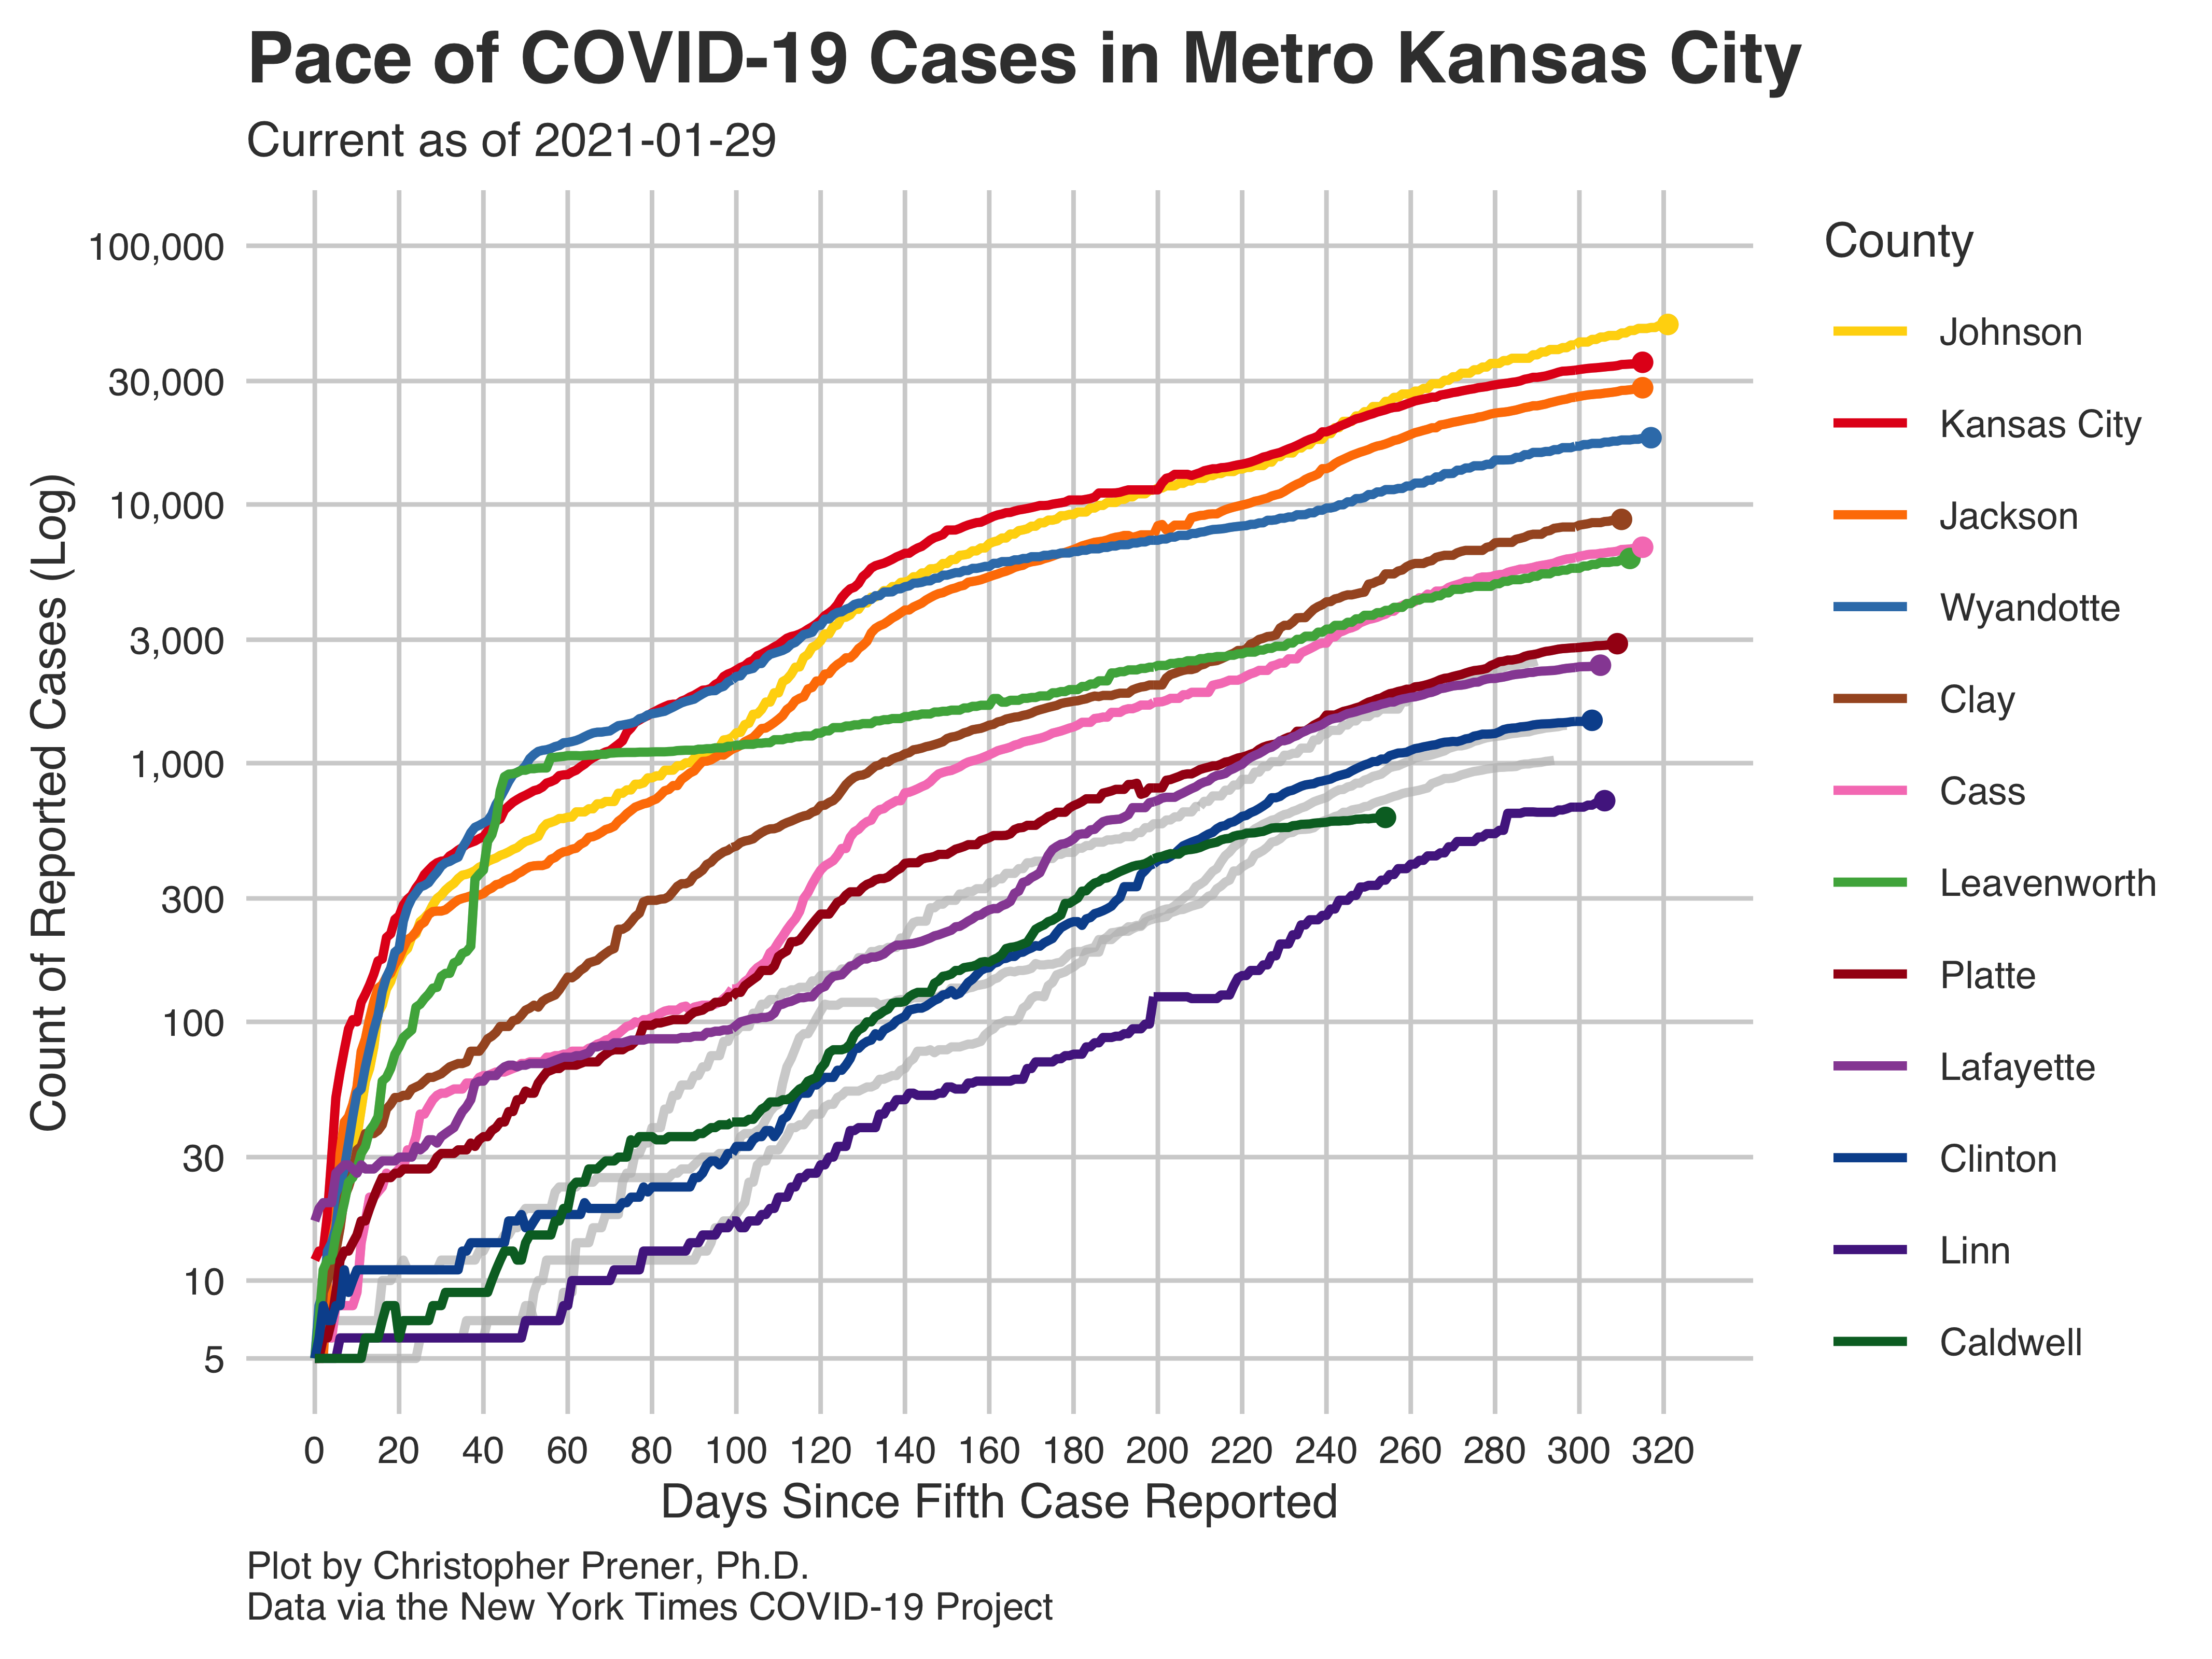 Pace of COVID-19 Cases in Metro Kansas City
Current as of 2021-01-29
Count of Reported Cases (Log)
100,000
30,000
10,000
3,000
1,000
300
100
30
10
5
0 20 40 60 80 100 120 140 160 180 200 220 240 260 280 300 320
Days Since Fifth Case Reported
County
Johnson
Kansas City
Jackson
Wyandotte
Clay
Cass
Leavenworth
Platte
Lafayette
Clinton
Linn
Caldwell
Plot by Christopher Prener, Ph.D.
Data via the New York Times COVID-19 Project